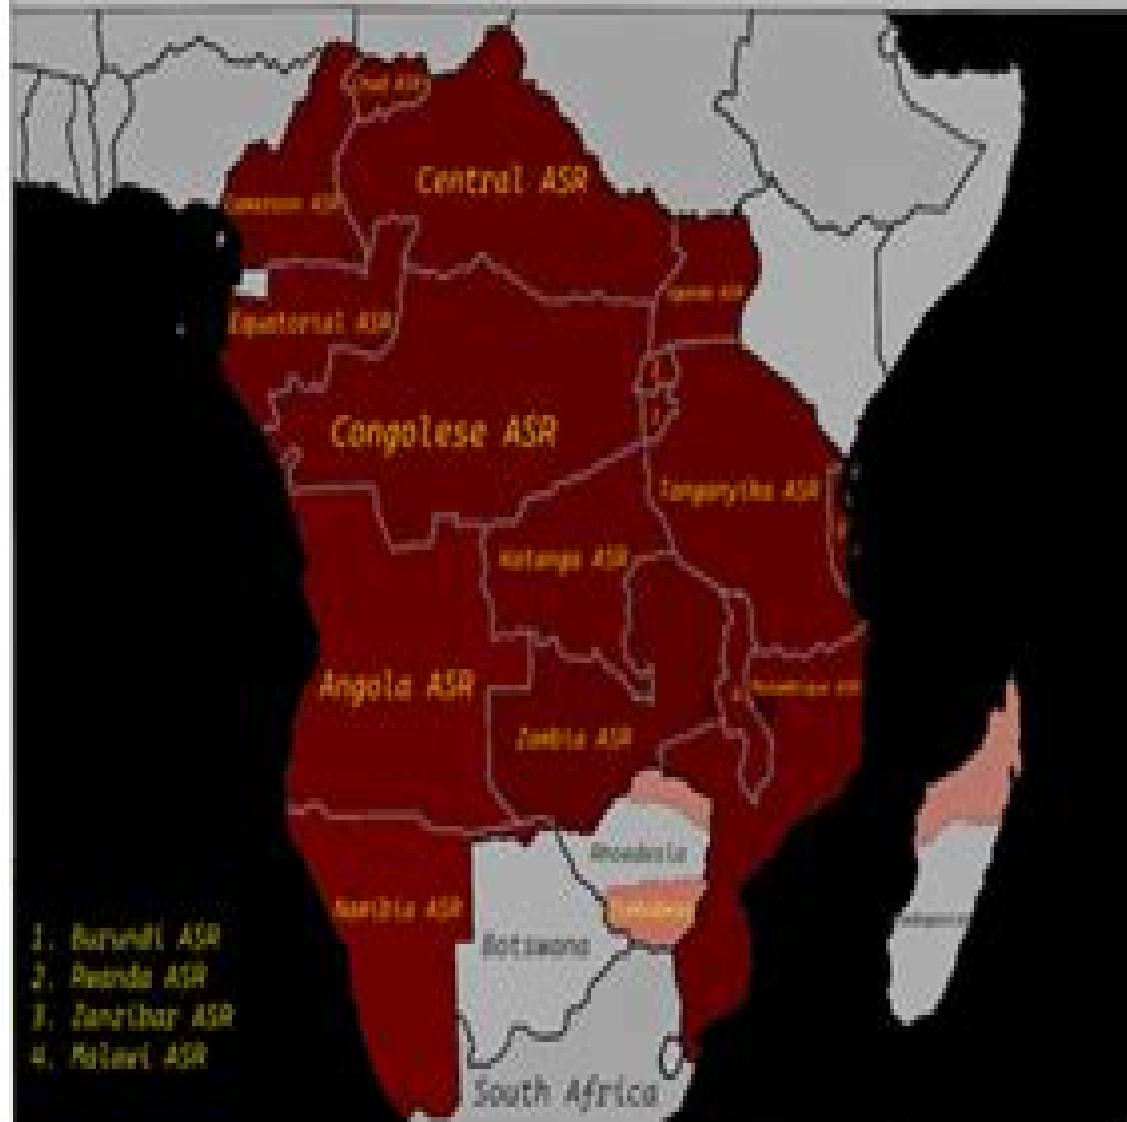 Chad ASR
Central ASR
Cameroon ASR
Uganda ASR
Equatorial ASR
Congolese ASR
Tanganyika ASR
Katanga ASR
Angola ASR
Mozambique ASR
Zambia ASR
Rhodesia
Namibia ASR
Botswana
South Africa
1. Burundi ASR
2. Rwanda ASR
3. Zanzibar ASR
4. Malawi ASR